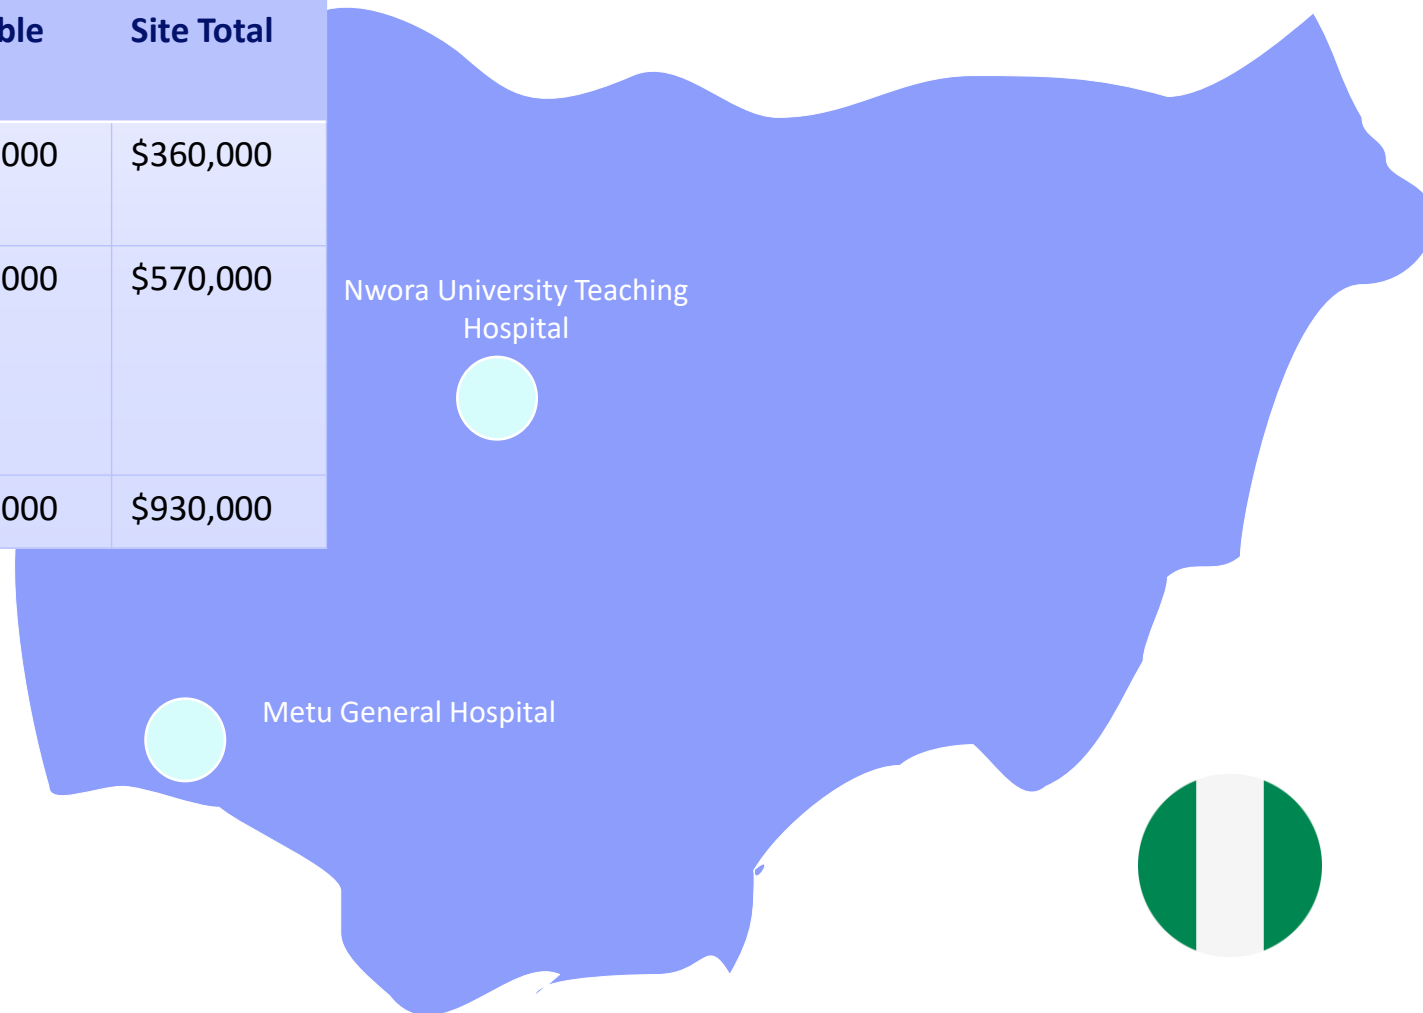 ble Site Total
000 $360,000
000 $570,000
Nwora University Teaching
Hospital
000 $930,000
Metu General Hospital